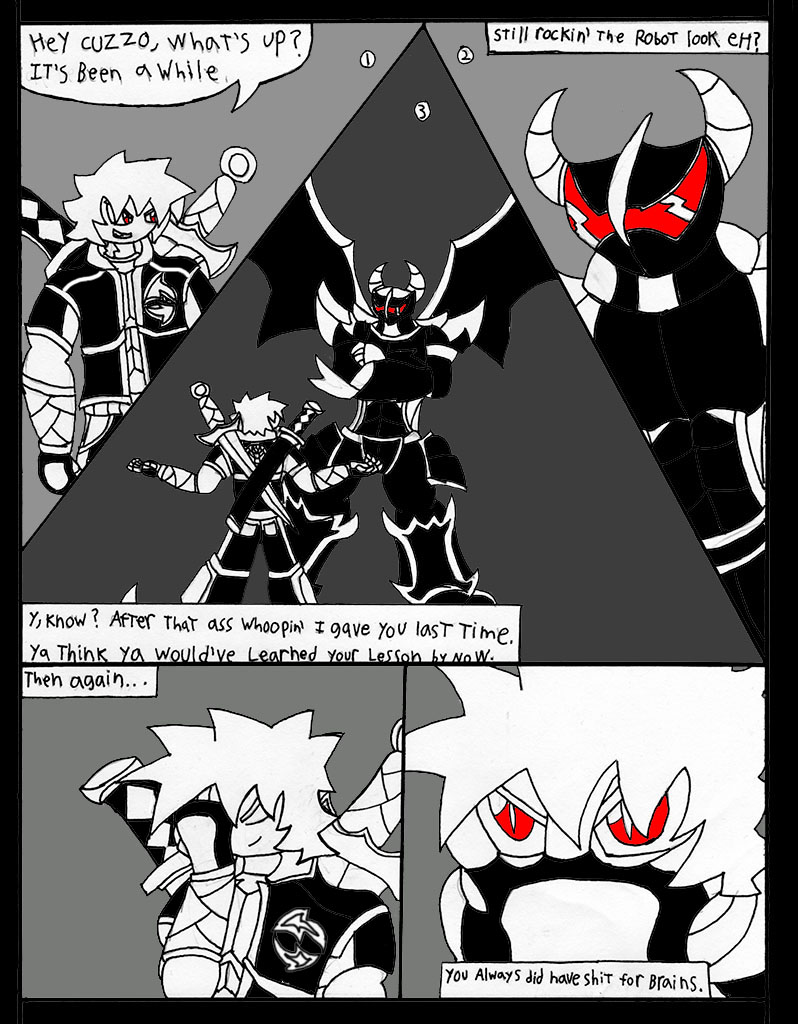 Hey cuzzo, what's up?
It's Been a while
①
②
Still rockin' The Robot look eH?
③
Y,know? After That ass whoopin' I gave you last Time.
Ya Think Ya would've Learned your Lesson by Now.
Then again...
You Always did have shit for Brains.